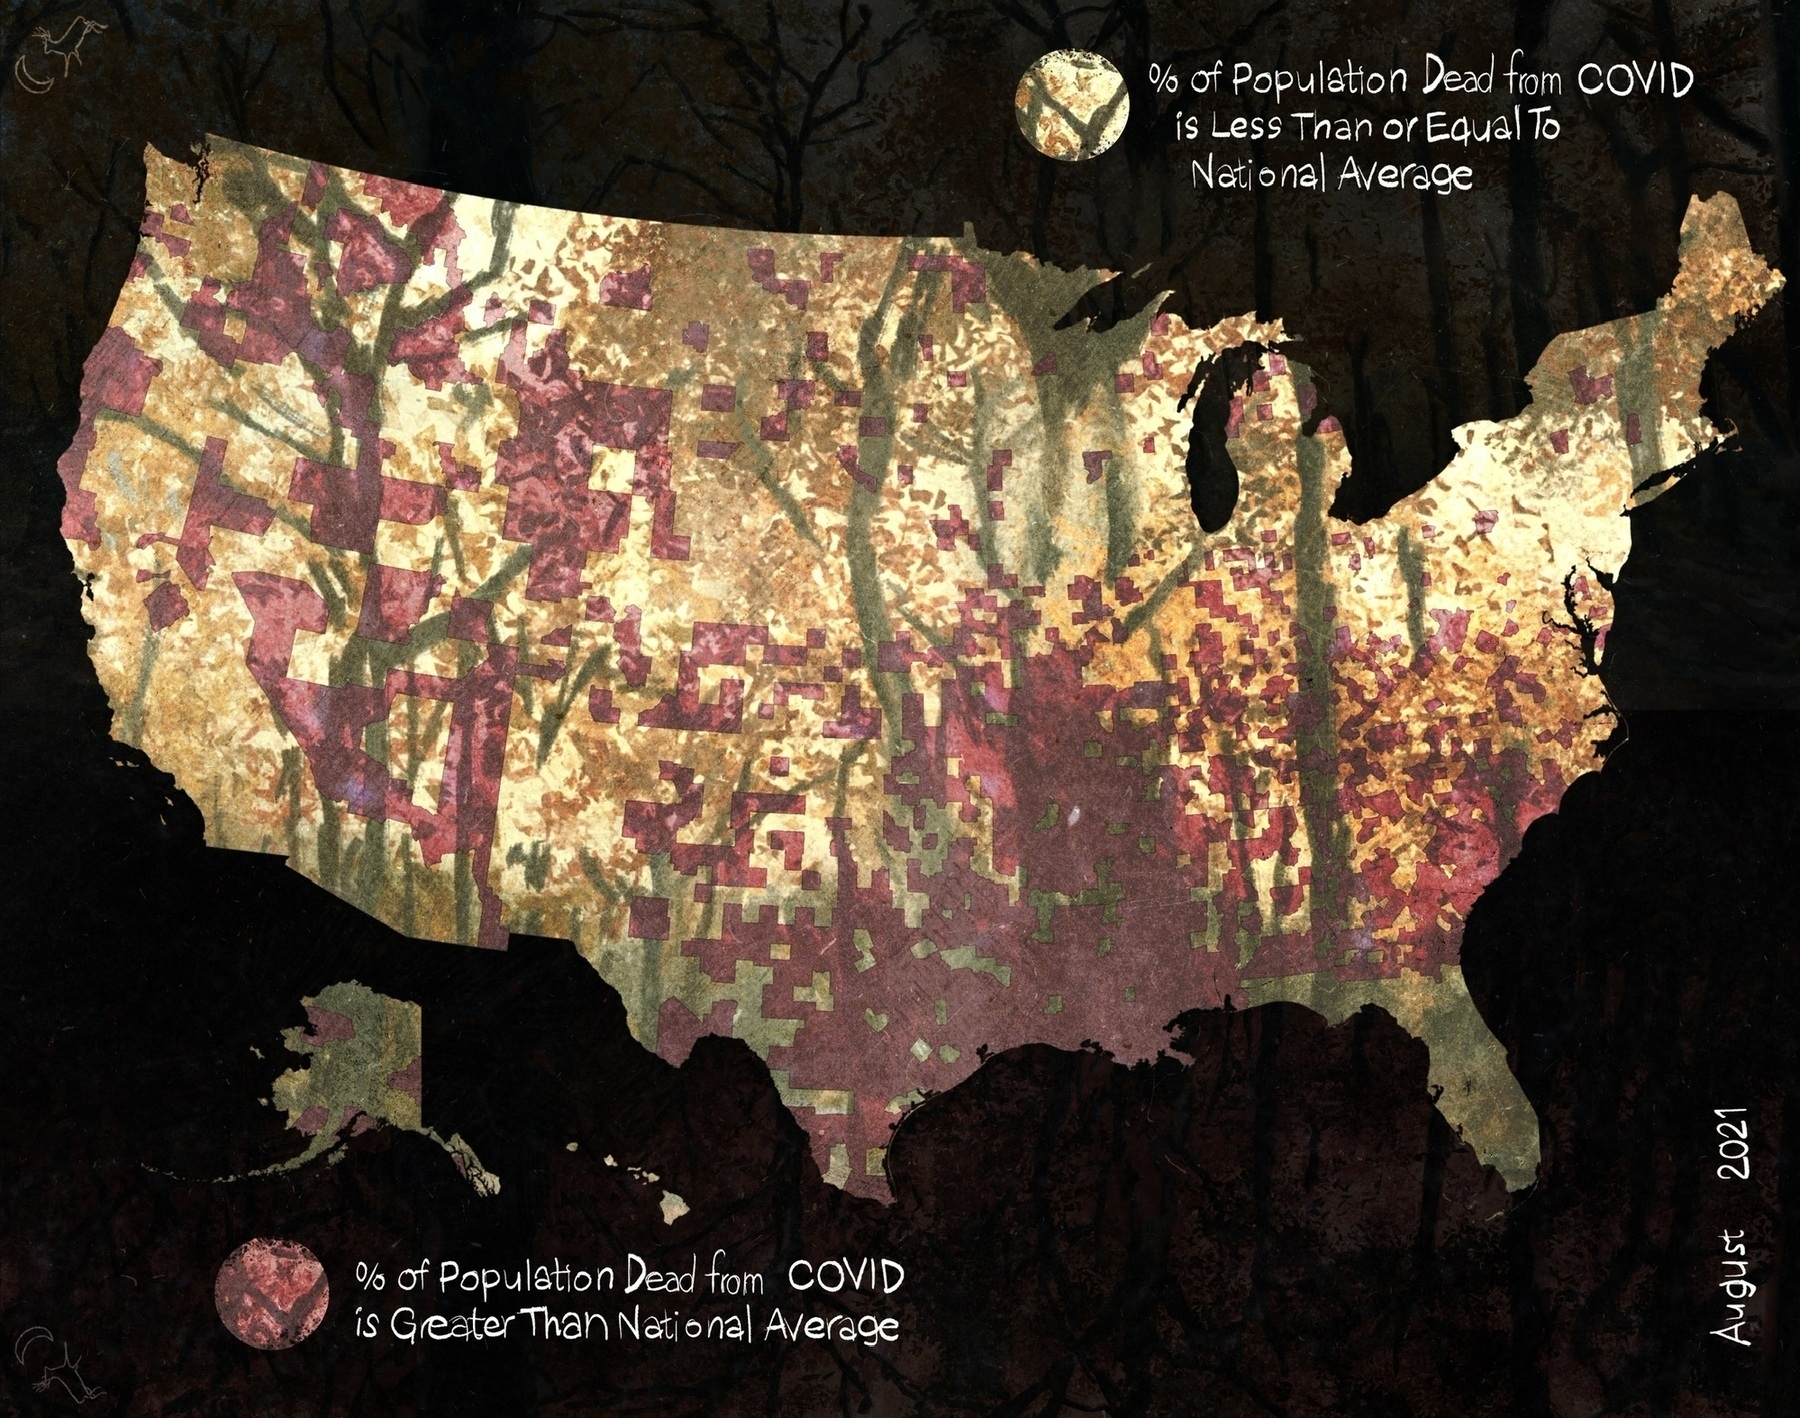 % of Population Dead from COVID
is Less Than or Equal To
National Average
% of Population Dead from COVID
is Greater Than National Average
August 2021